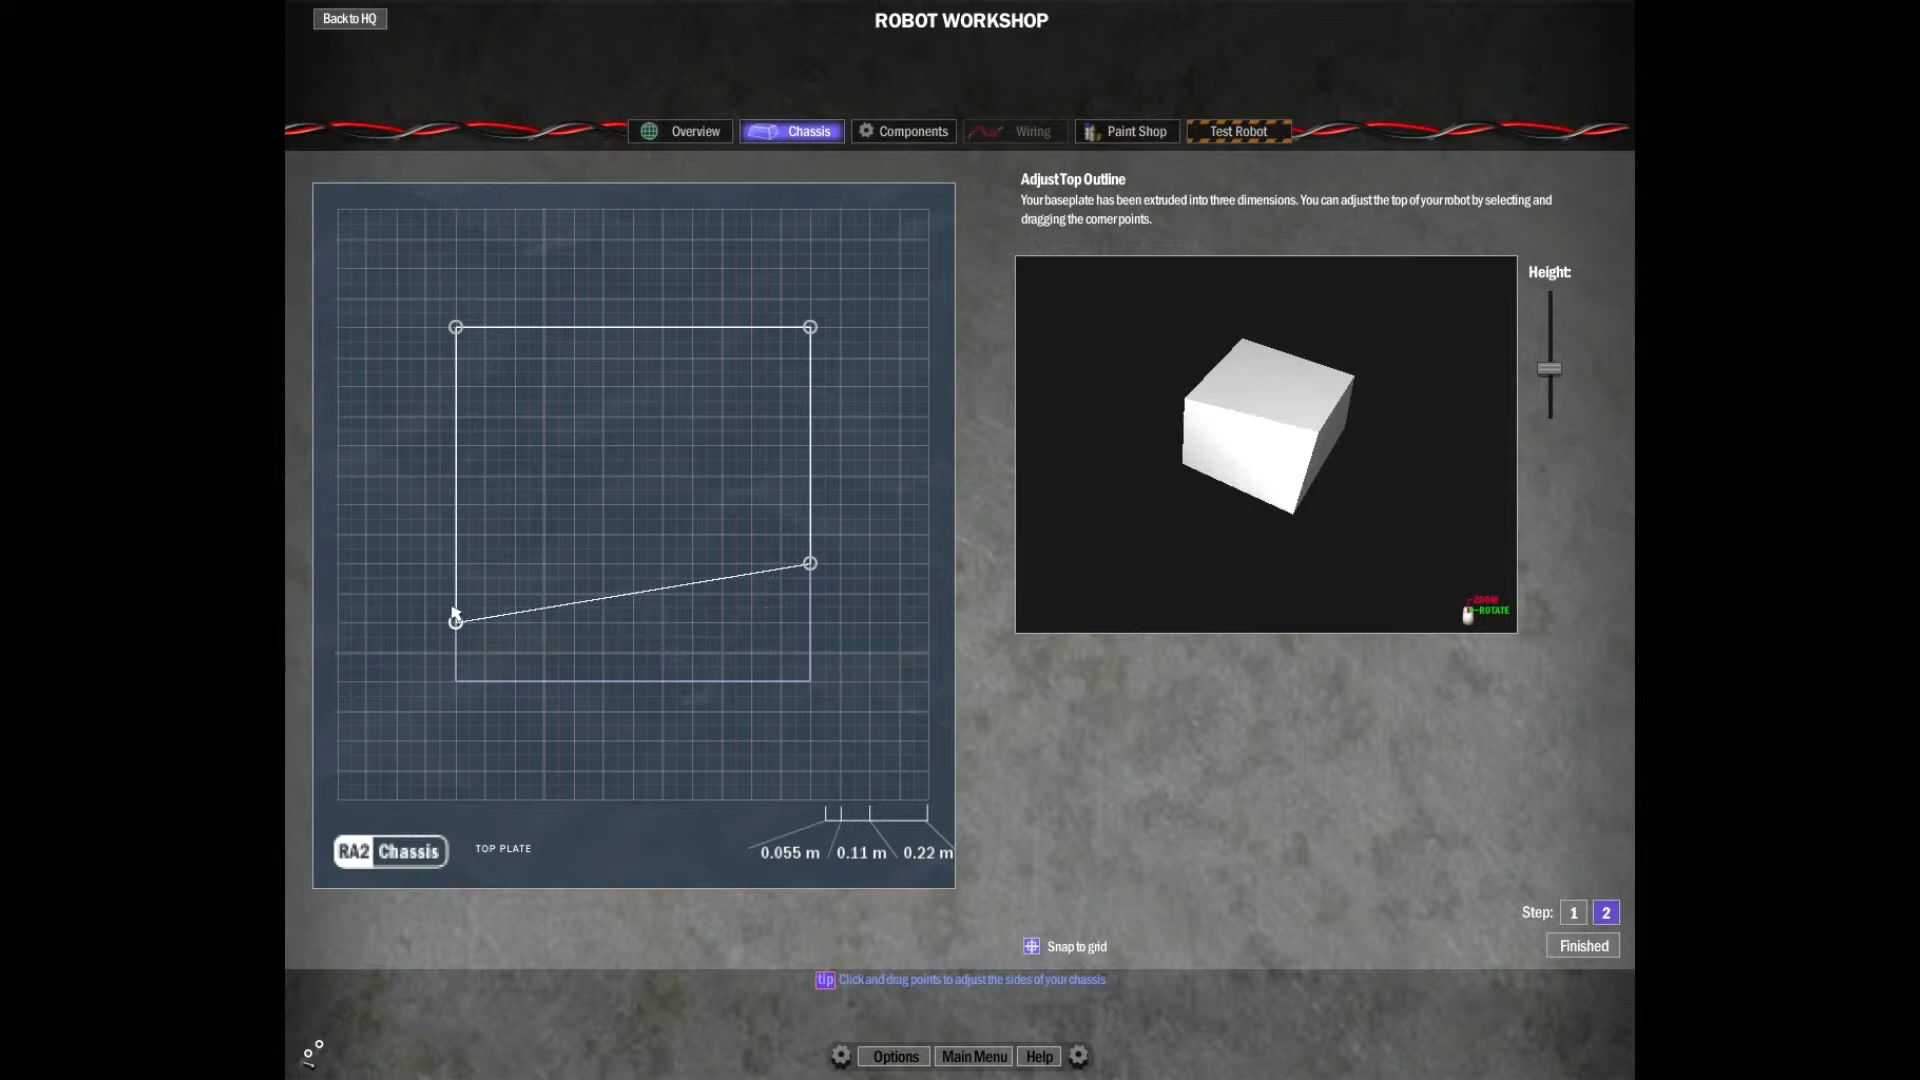 Back to HQ
ROBOT WORKSHOP
Overview
Chassis
Components
Wiring
Paint Shop
Test Robot
Adjust Top Outline
Your baseplate has been extruded into three dimensions. You can adjust the top of your robot by selecting and
dragging the corner points.
Height:
-ZOOM
-ROTATE
RA2 Chassis
TOP PLATE
0.055 m
0.11 m
0.22 m
Step: 1 2
Snap to grid
Finished
tip Click and drag points to adjust the sides of your chassis
Options
Main Menu
Help